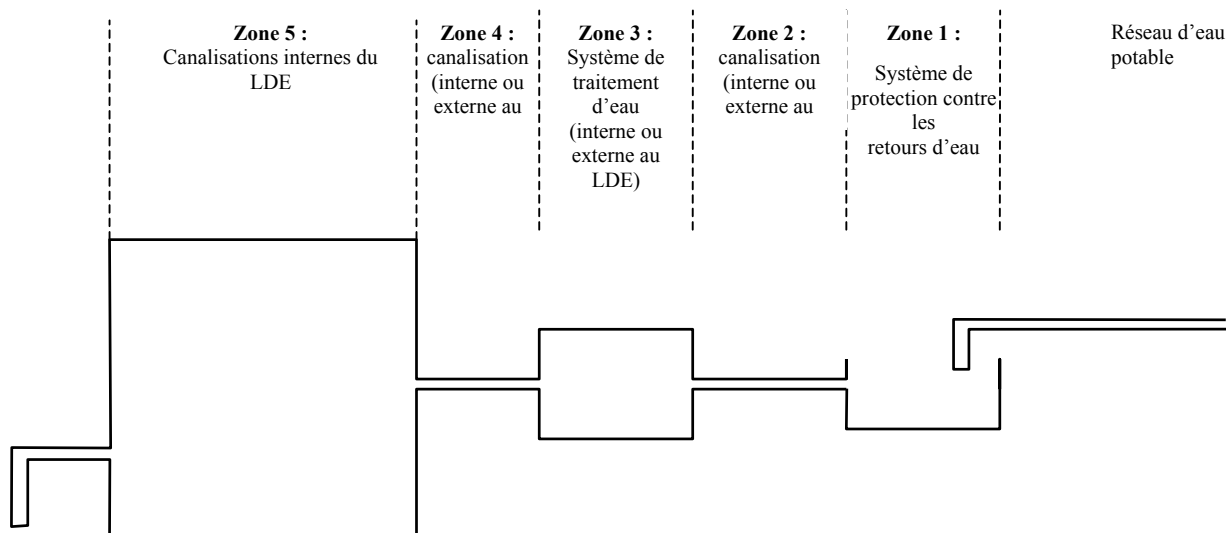 Zone 5 :
Canalisations internes du
LDE
Zone 4 :
canalisation
(interne ou
externe au
Zone 3 :
Système de
traitement
d’eau
(interne ou
externe au
LDE)
Zone 2 :
canalisation
(interne ou
externe au
Zone 1 :
Système de
protection contre
les
retours d’eau
Réseau d’eau
potable